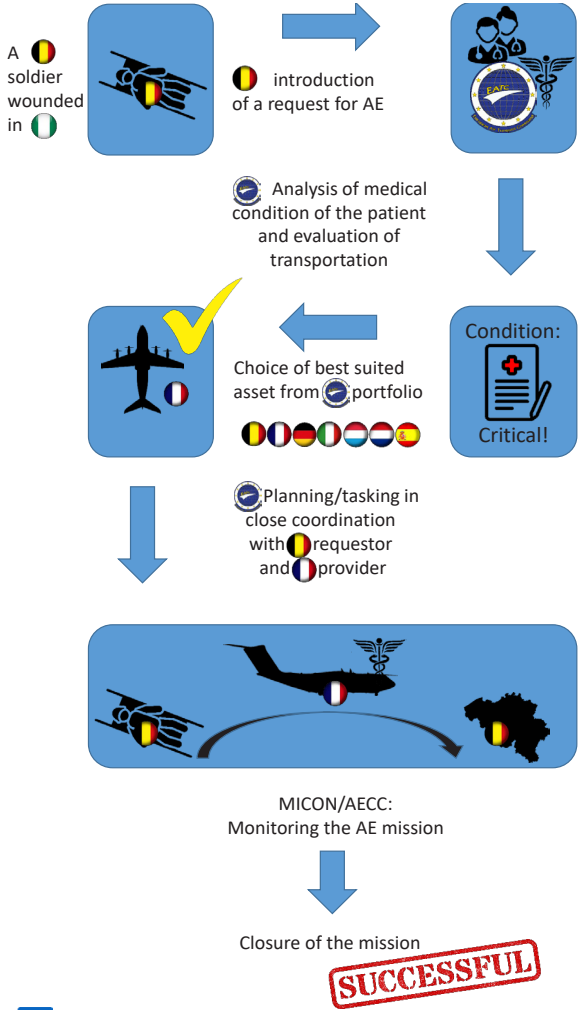 A
soldier
wounded
in
introduction
of a request for AE
EATC
Analysis of medical
condition of the patient
and evaluation of
transportation
Condition:
Critical!
Choice of best suited
asset from portfolio
Planning/tasking in
close coordination
with requestor
and provider
MICON/AECC:
Monitoring the AE mission
Closure of the mission
SUCCESSFUL